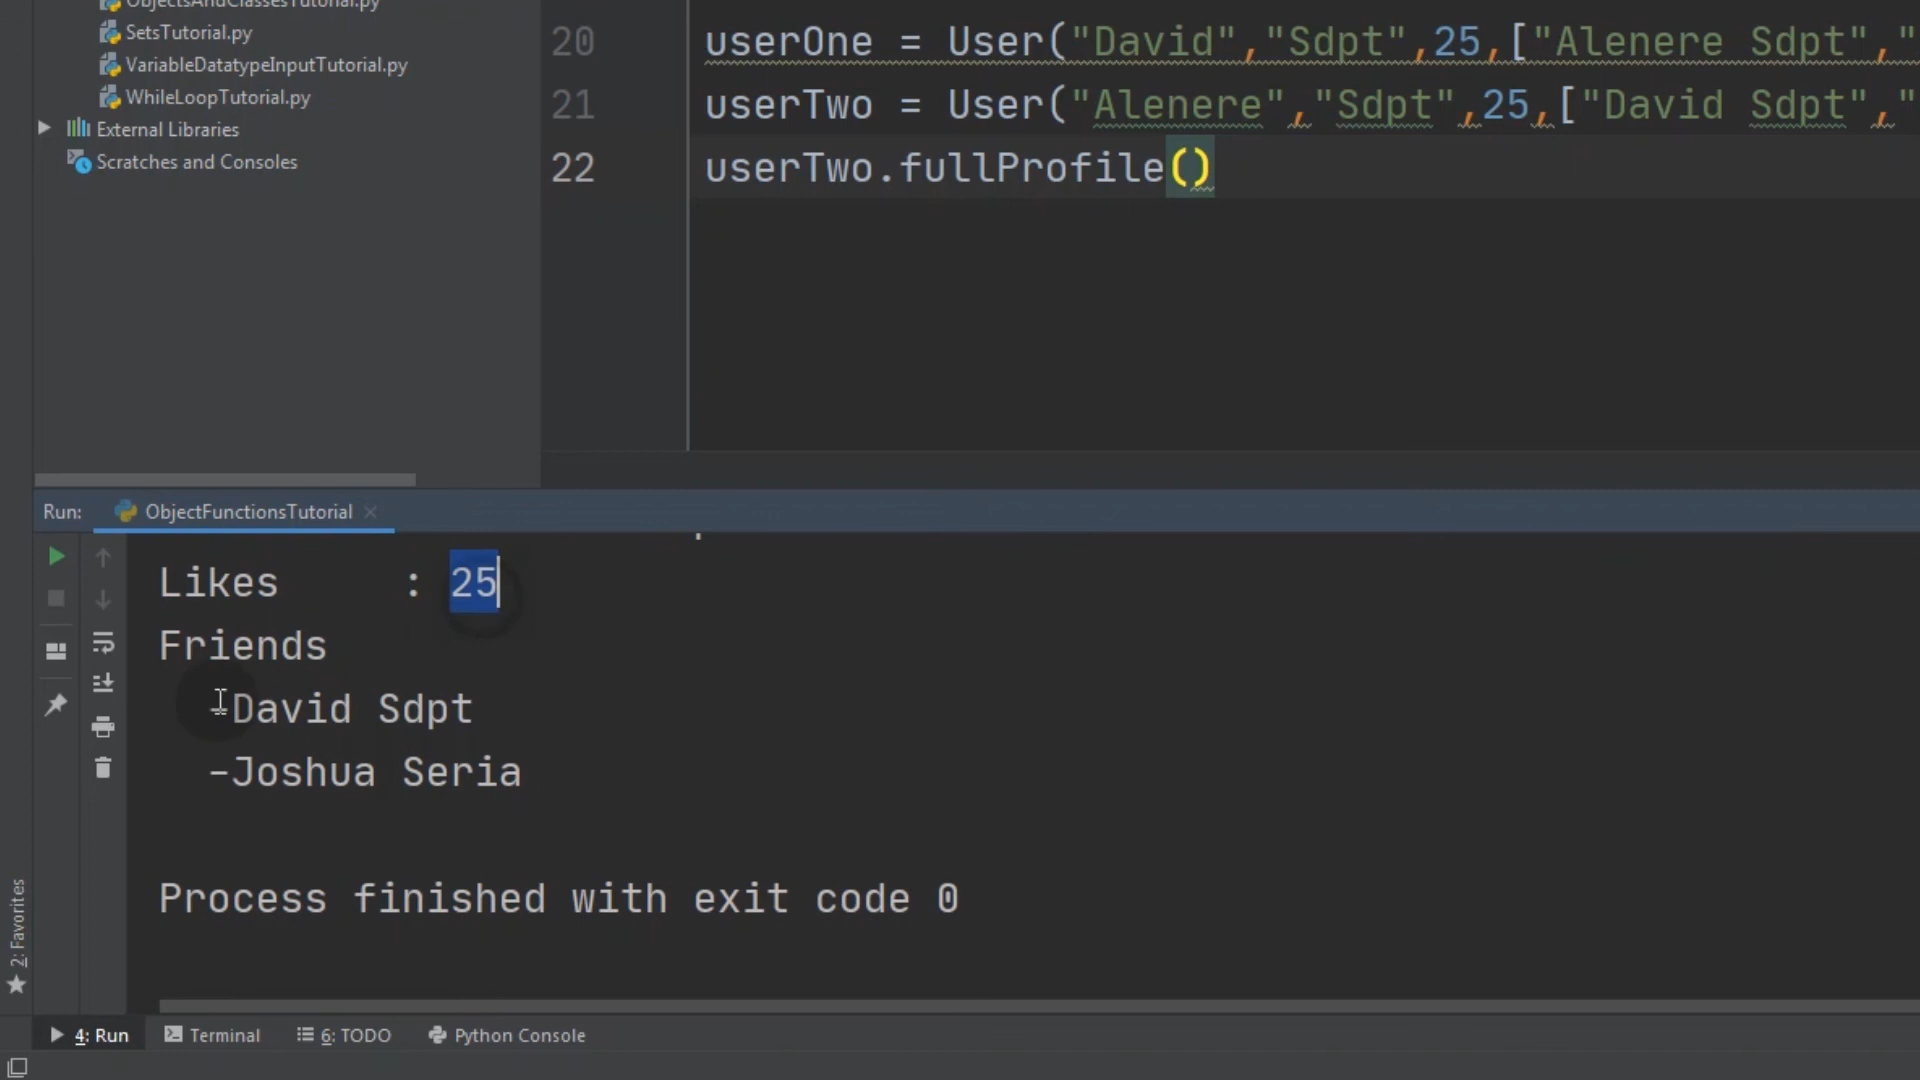 ObjectsAndClassesTutorial.py
SetsTutorial.py
VariableDatatypeInputTutorial.py
WhileLoopTutorial.py
External Libraries
Scratches and Consoles
20 userOne = User("David","Sdpt",25,["Alenere Sdpt","
21 userTwo = User("Alenere","Sdpt",25,["David Sdpt","
22 userTwo.fullProfile()
Run: ObjectFunctionsTutorial
Likes : 25
Friends
-David Sdpt
-Joshua Seria
Process finished with exit code 0
2: Favorites
4: Run Terminal 6: TODO Python Console